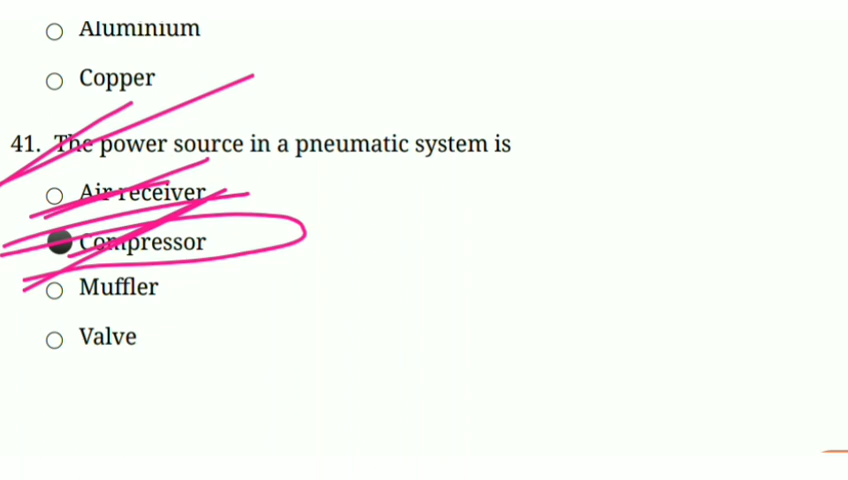 Aluminium
Copper
41. The power source in a pneumatic system is
Air receiver
Compressor
Muffler
Valve